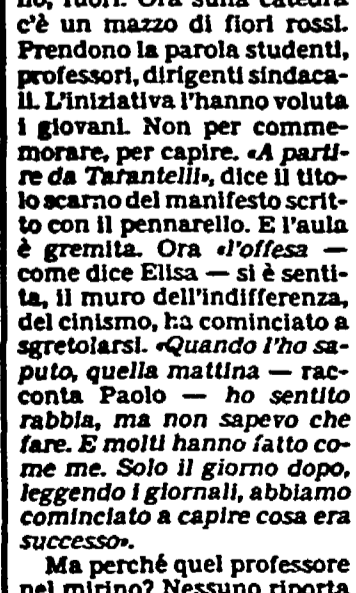 no, fuori. Ora sulla cattedra
c'è un mazzo di fiori rossi.
Prendono la parola studenti,
professori, dirigenti sindaca-
li. L'iniziativa l'hanno voluta
i giovani. Non per comme-
morare, per capire. «A parti-
re da Tarantelli», dice il tito-
lo scarno del manifesto scrit-
to con il pennarello. E l'aula
è gremita. Ora «l'offesa —
come dice Elisa — si è senti-
ta, il muro dell'indifferenza,
del cinismo, ha cominciato a
sgretolarsi. «Quando l'ho sa-
puto, quella mattina — rac-
conta Paolo — ho sentito
rabbia, ma non sapevo che
fare. E molti hanno fatto co-
me me. Solo il giorno dopo,
leggendo i giornali, abbiamo
cominciato a capire cosa era
successo».
Ma perché quel professore
nel mirino? Nessuno riporta